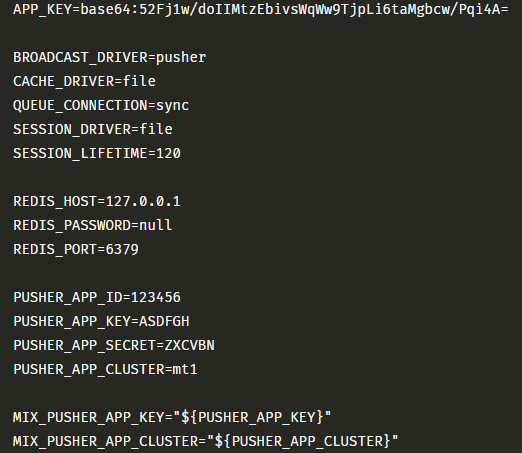 APP_KEY=base64:52Fj1w/doIIMtzEbivsWqWw9TjpLi6taMgbcw/Pqi4A=
BROADCAST_DRIVER=pusher
CACHE_DRIVER=file
QUEUE_CONNECTION=sync
SESSION_DRIVER=file
SESSION_LIFETIME=120
REDIS_HOST=127.0.0.1
REDIS_PASSWORD=null
REDIS_PORT=6379
PUSHER_APP_ID=123456
PUSHER_APP_KEY=ASDFGH
PUSHER_APP_SECRET=ZXCVBN
PUSHER_APP_CLUSTER=mt1
MIX_PUSHER_APP_KEY="${PUSHER_APP_KEY}"
MIX_PUSHER_APP_CLUSTER="${PUSHER_APP_CLUSTER}"